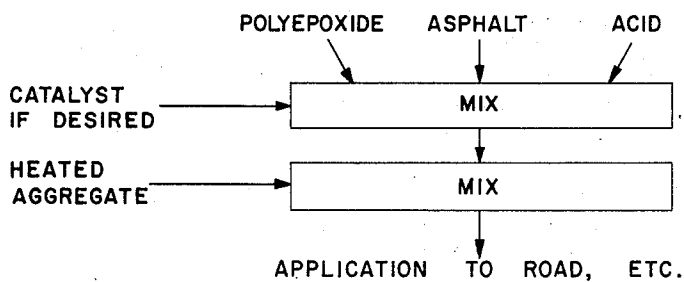 POLYEPOXIDE ASPHALT ACID
CATALYST
IF DESIRED
MIX
HEATED
AGGREGATE
MIX
APPLICATION TO ROAD, ETC.